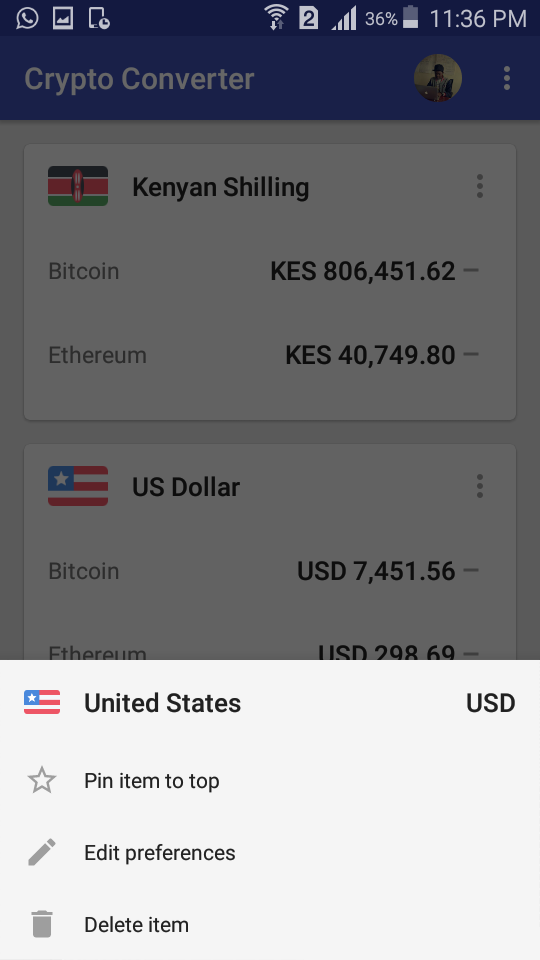 2 36% 11:36 PM
Crypto Converter
Kenyan Shilling
Bitcoin KES 806,451.62
Ethereum KES 40,749.80
US Dollar
Bitcoin USD 7,451.56
Ethereum USD 298.69
United States USD
Pin item to top
Edit preferences
Delete item